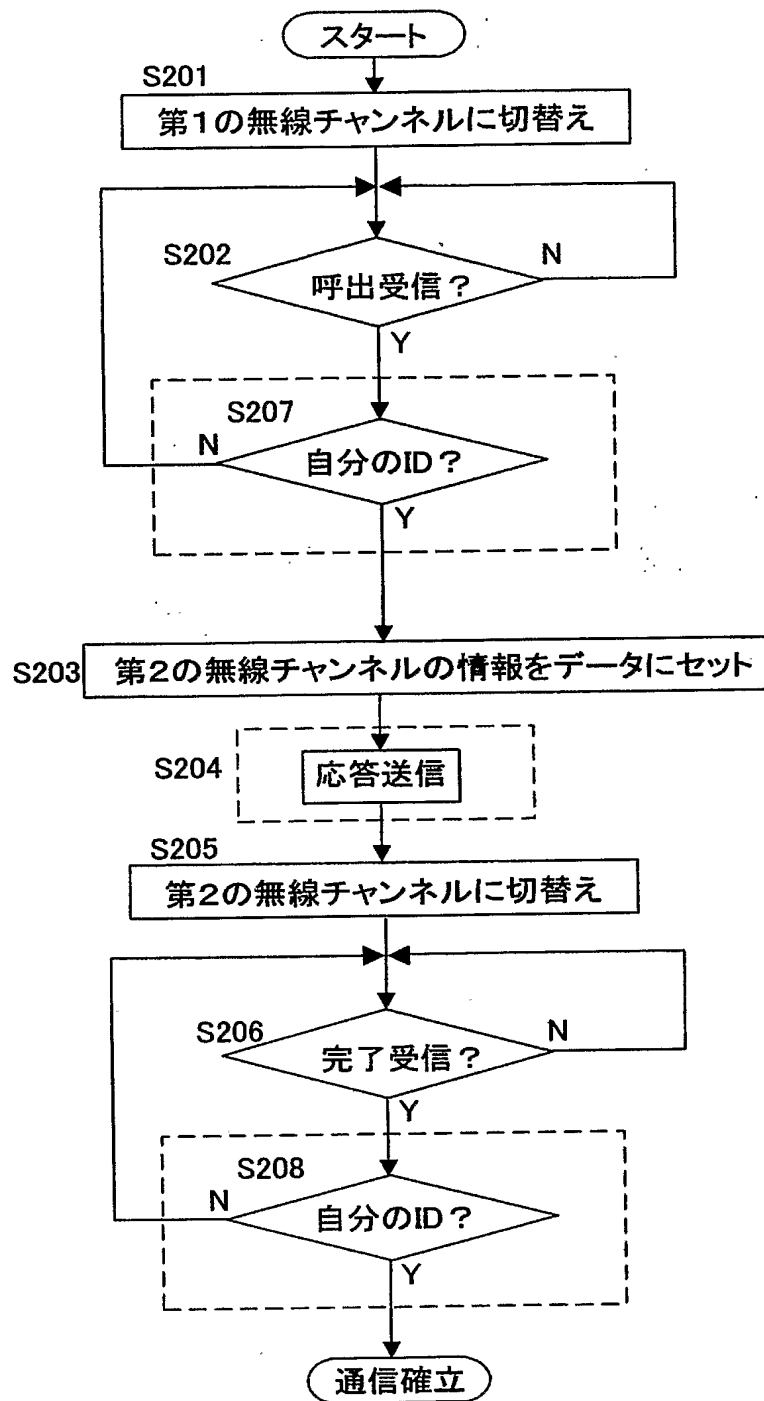 スタート
S201
第1の無線チャンネルに切替え
S202
呼出受信？
N
Y
S207
自分のID？
N
Y
S203
第2の無線チャンネルの情報をデータにセット
S204
応答送信
S205
第2の無線チャンネルに切替え
S206
完了受信？
N
Y
S208
自分のID？
N
Y
通信確立